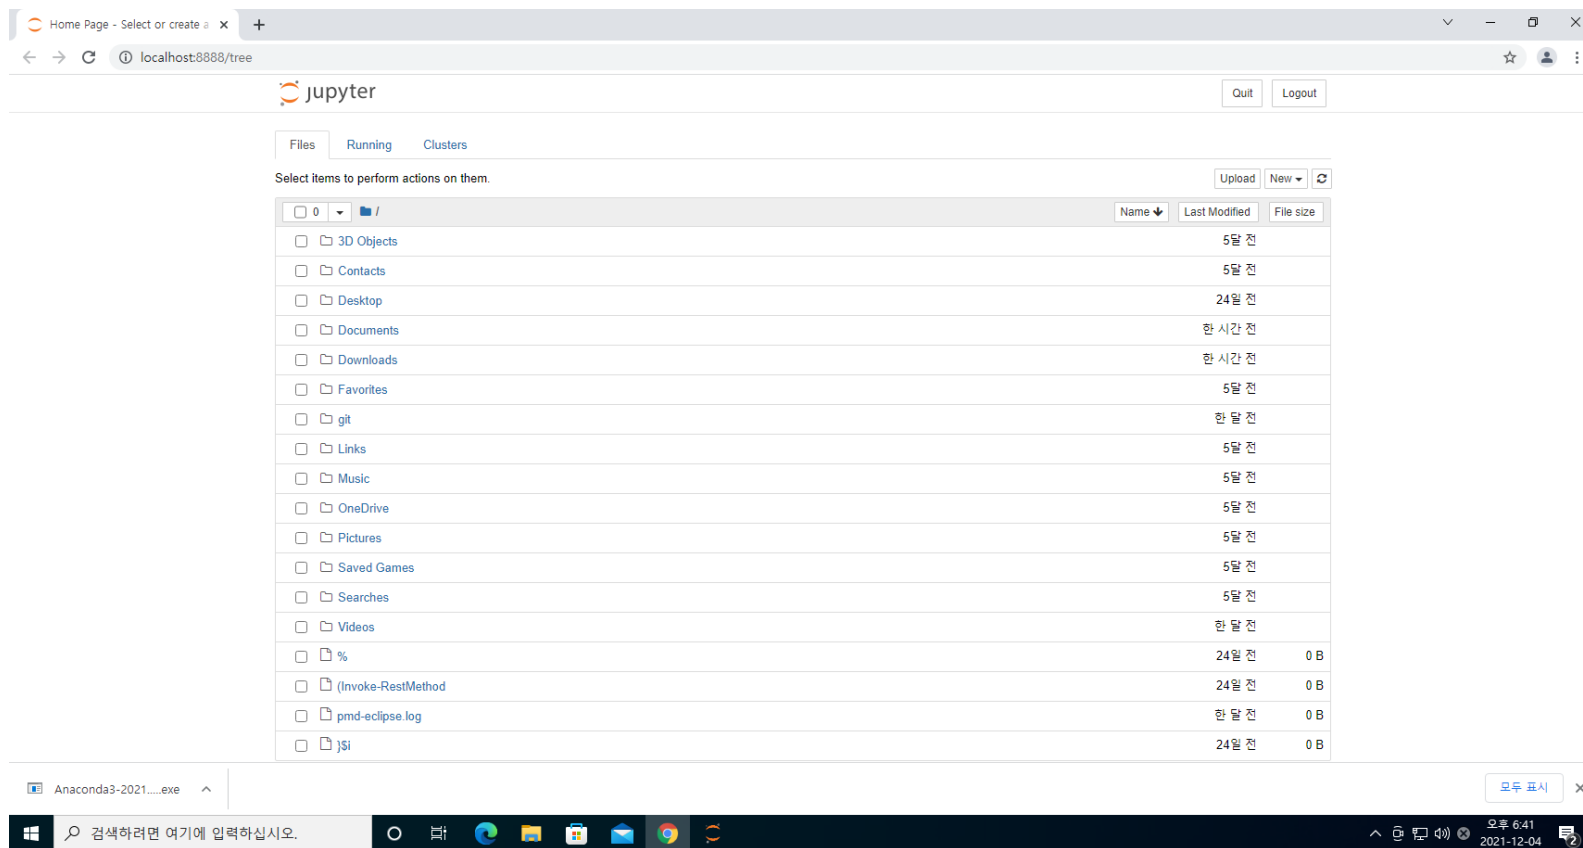 Home Page - Select or create a
localhost:8888/tree
jupyter
Quit Logout
Files Running Clusters
Select items to perform actions on them.
Upload New
0 / Name Last Modified File size
3D Objects 5달 전
Contacts 5달 전
Desktop 24일 전
Documents 한 시간 전
Downloads 한 시간 전
Favorites 5달 전
git 한 달 전
Links 5달 전
Music 5달 전
OneDrive 5달 전
Pictures 5달 전
Saved Games 5달 전
Searches 5달 전
Videos 한 달 전
% 24일 전 0 B
(Invoke-RestMethod 24일 전 0 B
pmd-eclipse.log 한 달 전 0 B
}$i 24일 전 0 B
Anaconda3-2021.....exe 모두 표시
검색하려면 여기에 입력하십시오.
오후 6:41
2021-12-04
2